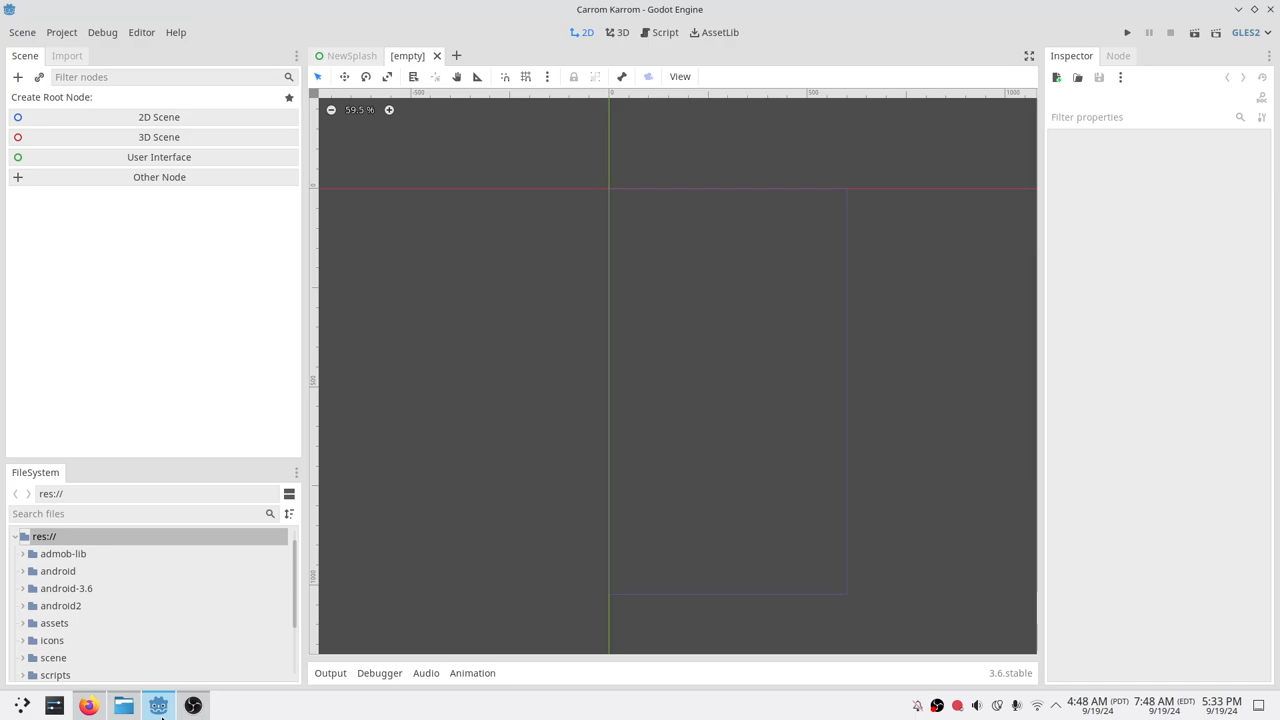 Carrom Karrom - Godot Engine
Scene Project Debug Editor Help
2D 3D Script AssetLib
GLES2
Scene Import
NewSplash [empty]
Inspector Node
Filter nodes
View
Create Root Node:
2D Scene
3D Scene
User Interface
Other Node
-500 0 500 1000
59.5 %
Filter properties
0
500
1000
FileSystem
res://
Search files
res://
admob-lib
android
android-3.6
android2
assets
icons
scene
scripts
Output Debugger Audio Animation
3.6.stable
4:48 AM (PDT) 7:48 AM (EDT) 5:33 PM
9/19/24 9/19/24 9/19/24